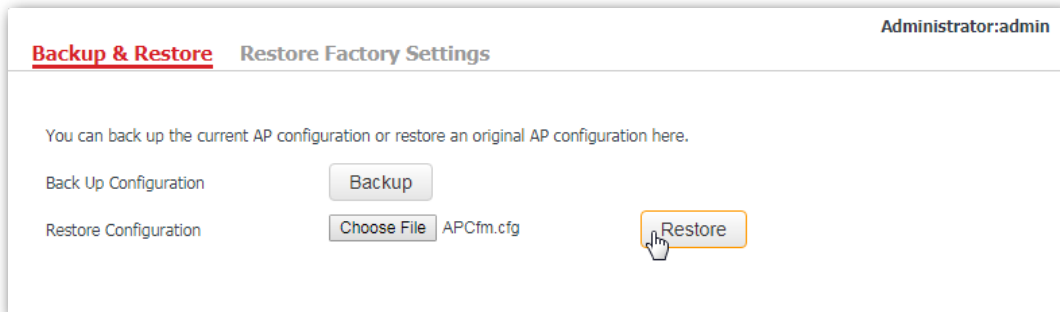 Administrator:admin
Backup & Restore Restore Factory Settings
You can back up the current AP configuration or restore an original AP configuration here.
Back Up Configuration Backup
Restore Configuration Choose File APCfm.cfg Restore